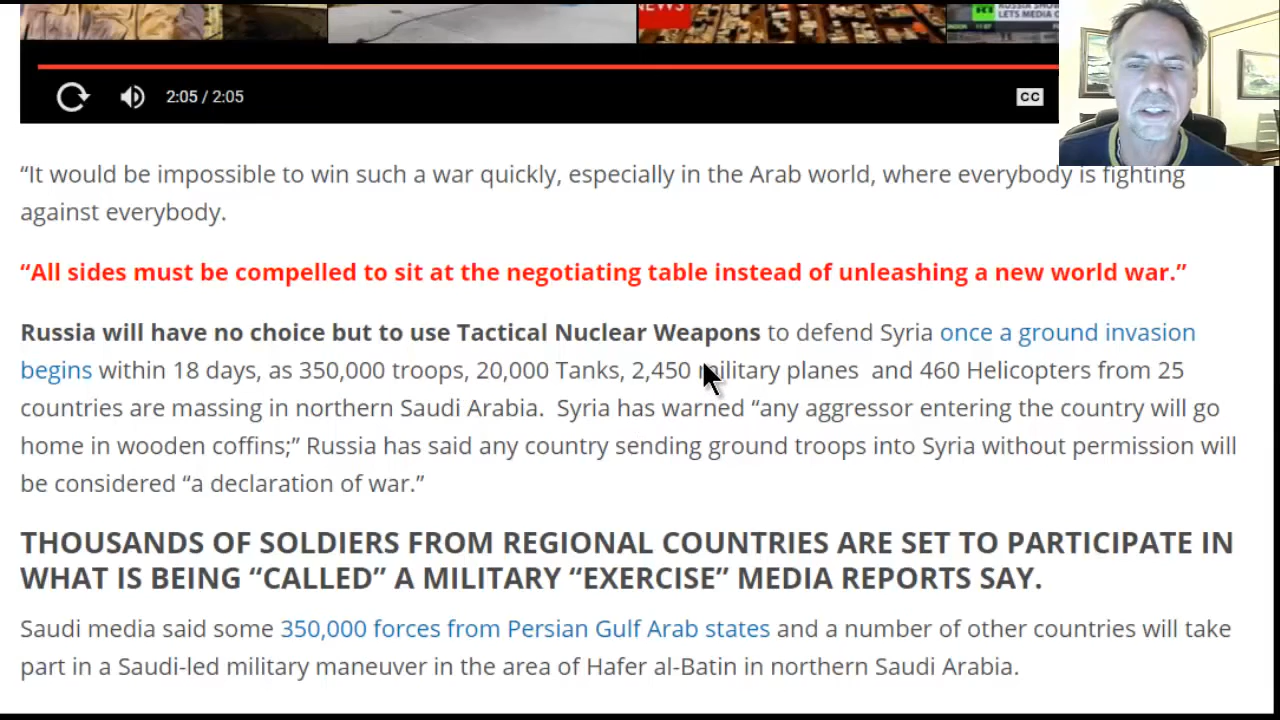 NEWS
RT RUSSIA SHOW
LETS MEDIA
2:05 / 2:05
CC
“It would be impossible to win such a war quickly, especially in the Arab world, where everybody is fighting
against everybody.
“All sides must be compelled to sit at the negotiating table instead of unleashing a new world war.”
Russia will have no choice but to use Tactical Nuclear Weapons to defend Syria once a ground invasion
begins within 18 days, as 350,000 troops, 20,000 Tanks, 2,450 military planes  and 460 Helicopters from 25
countries are massing in northern Saudi Arabia.  Syria has warned “any aggressor entering the country will go
home in wooden coffins;” Russia has said any country sending ground troops into Syria without permission will
be considered “a declaration of war.”
THOUSANDS OF SOLDIERS FROM REGIONAL COUNTRIES ARE SET TO PARTICIPATE IN
WHAT IS BEING “CALLED” A MILITARY “EXERCISE” MEDIA REPORTS SAY.
Saudi media said some 350,000 forces from Persian Gulf Arab states and a number of other countries will take
part in a Saudi-led military maneuver in the area of Hafer al-Batin in northern Saudi Arabia.